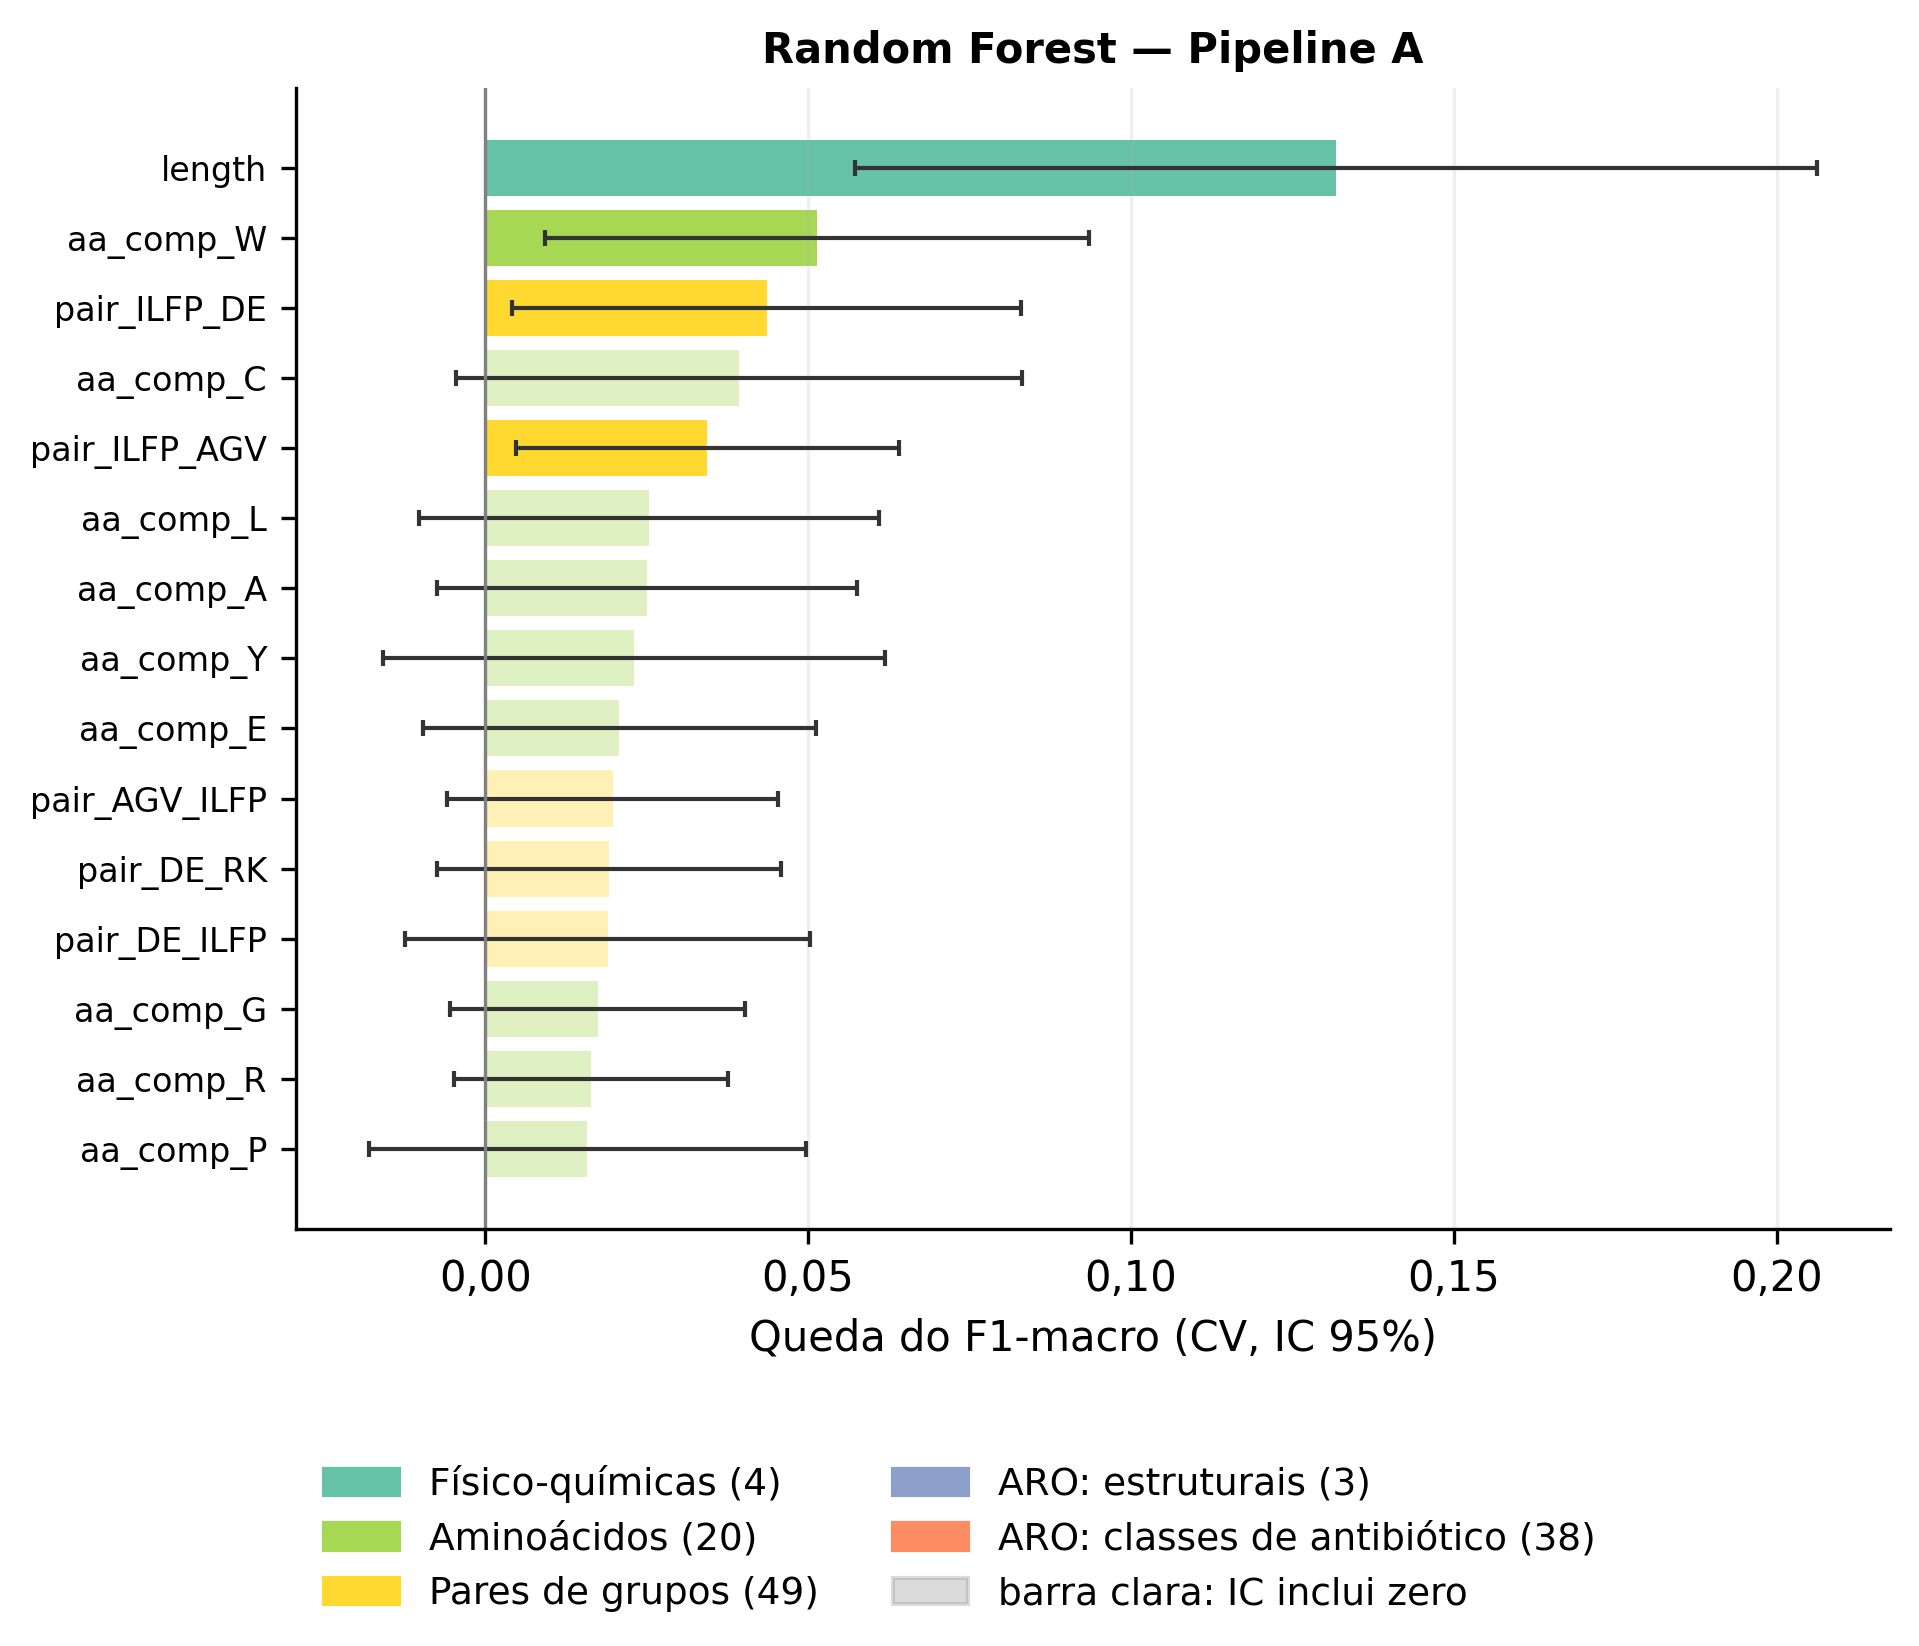 Random Forest — Pipeline A
length
aa_comp_W
pair_ILFP_DE
aa_comp_C
pair_ILFP_AGV
aa_comp_L
aa_comp_A
aa_comp_Y
aa_comp_E
pair_AGV_ILFP
pair_DE_RK
pair_DE_ILFP
aa_comp_G
aa_comp_R
aa_comp_P
0,00 0,05 0,10 0,15 0,20
Queda do F1-macro (CV, IC 95%)
Físico-químicas (4)
Aminoácidos (20)
Pares de grupos (49)
ARO: estruturais (3)
ARO: classes de antibiótico (38)
barra clara: IC inclui zero